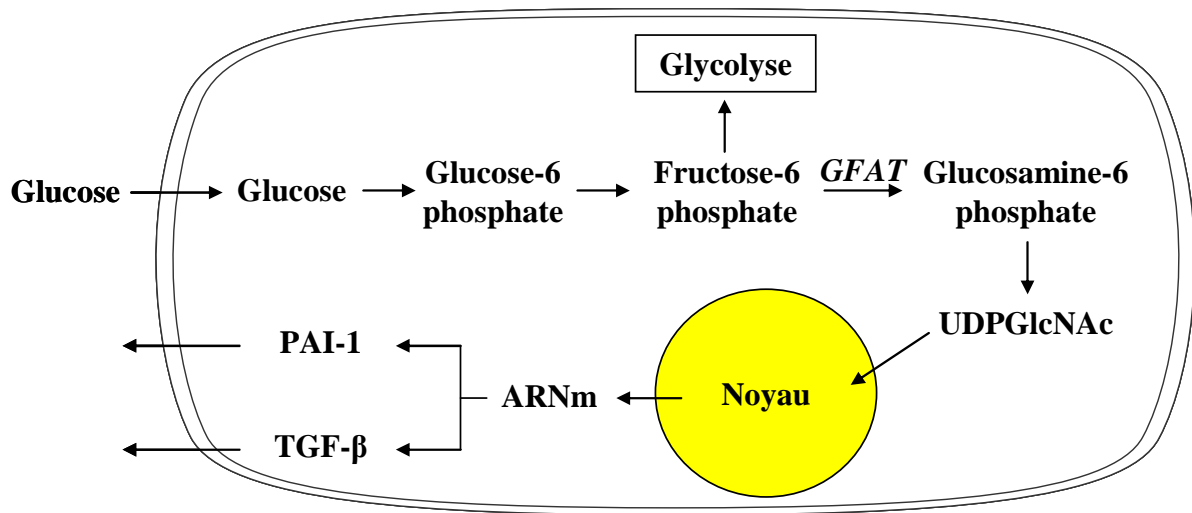 Glycolyse
Glucose
Glucose
Glucose-6
phosphate
Fructose-6
phosphate
GFAT
Glucosamine-6
phosphate
UDPGlcNAc
Noyau
ARNm
PAI-1
TGF-β